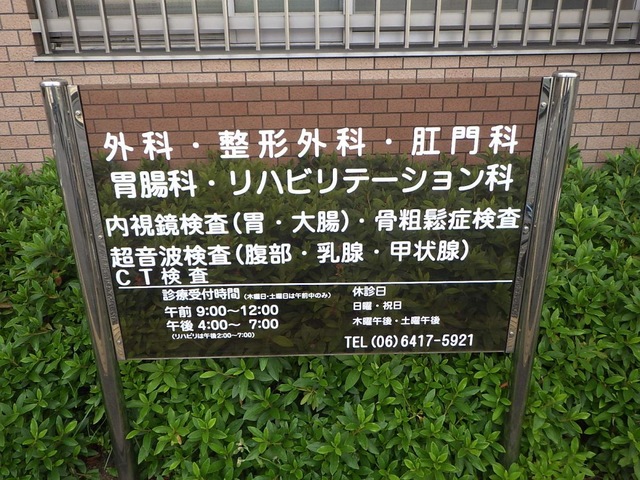 外科・整形外科・肛門科
胃腸科・リハビリテーション科
内視鏡検査(胃・大腸)・骨粗鬆症検査
超音波検査(腹部・乳腺・甲状腺)
CT検査
診療受付時間 (木曜日・土曜日は午前中のみ)
午前 9:00〜12:00
午後 4:00〜 7:00
(リハビリは午後2:00〜7:00)
休診日
日曜・祝日
木曜午後・土曜午後
TEL (06)6417-5921